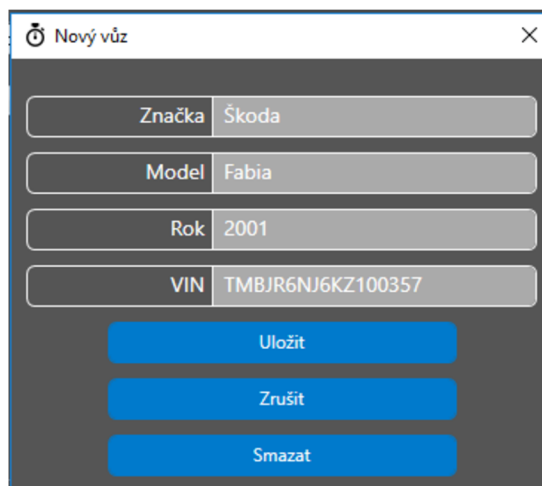 Nový vůz
Značka Škoda
Model Fabia
Rok 2001
VIN TMBJR6NJ6KZ100357
Uložit
Zrušit
Smazat